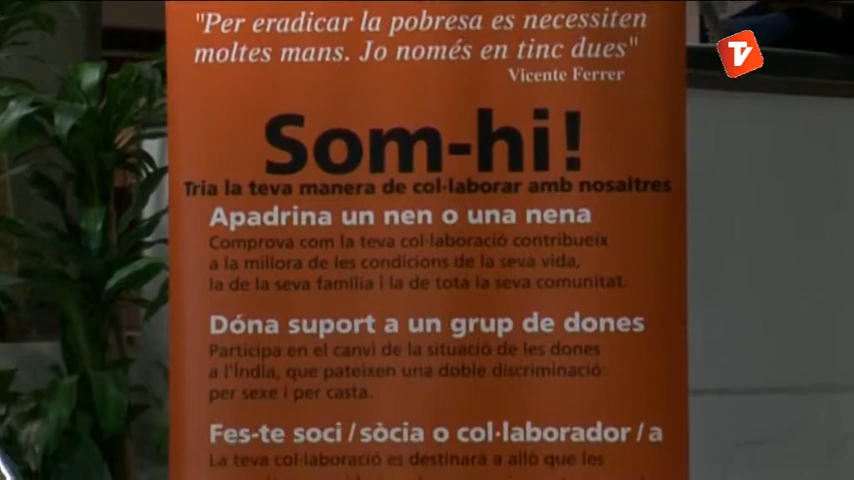 "Per eradicar la pobresa es necessiten
moltes mans. Jo només en tinc dues"
Vicente Ferrer
TV
Som-hi!
Tria la teva manera de col·laborar amb nosaltres
Apadrina un nen o una nena
Comprova com la teva col·laboració contribueix
a la millora de les condicions de la seva vida,
la de la seva família i la de tota la seva comunitat.
Dóna suport a un grup de dones
Participa en el canvi de la situació de les dones
a l'Índia, que pateixen una doble discriminació:
per sexe i per casta.
Fes-te soci/sòcia o col·laborador/a
La teva col·laboració es destinarà a allò que les